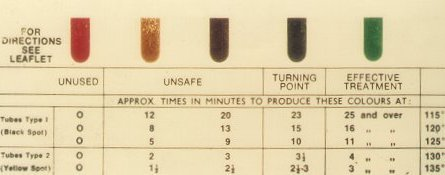 FOR
DIRECTIONS
SEE
LEAFLET
UNUSED UNSAFE TURNING POINT EFFECTIVE TREATMENT
APPROX. TIMES IN MINUTES TO PRODUCE THESE COLOURS AT:
Tubes Type 1 O 12 20 23 25 and over 115°
(Black Spot) O 8 13 15 16 " " 120°
O 5 9 10 11 " " 125°
Tubes Type 2 O 2 3 3½ 4 " " 130°
(Yellow Spot) O 1½ 2½ 2½-3 3 " " 135°